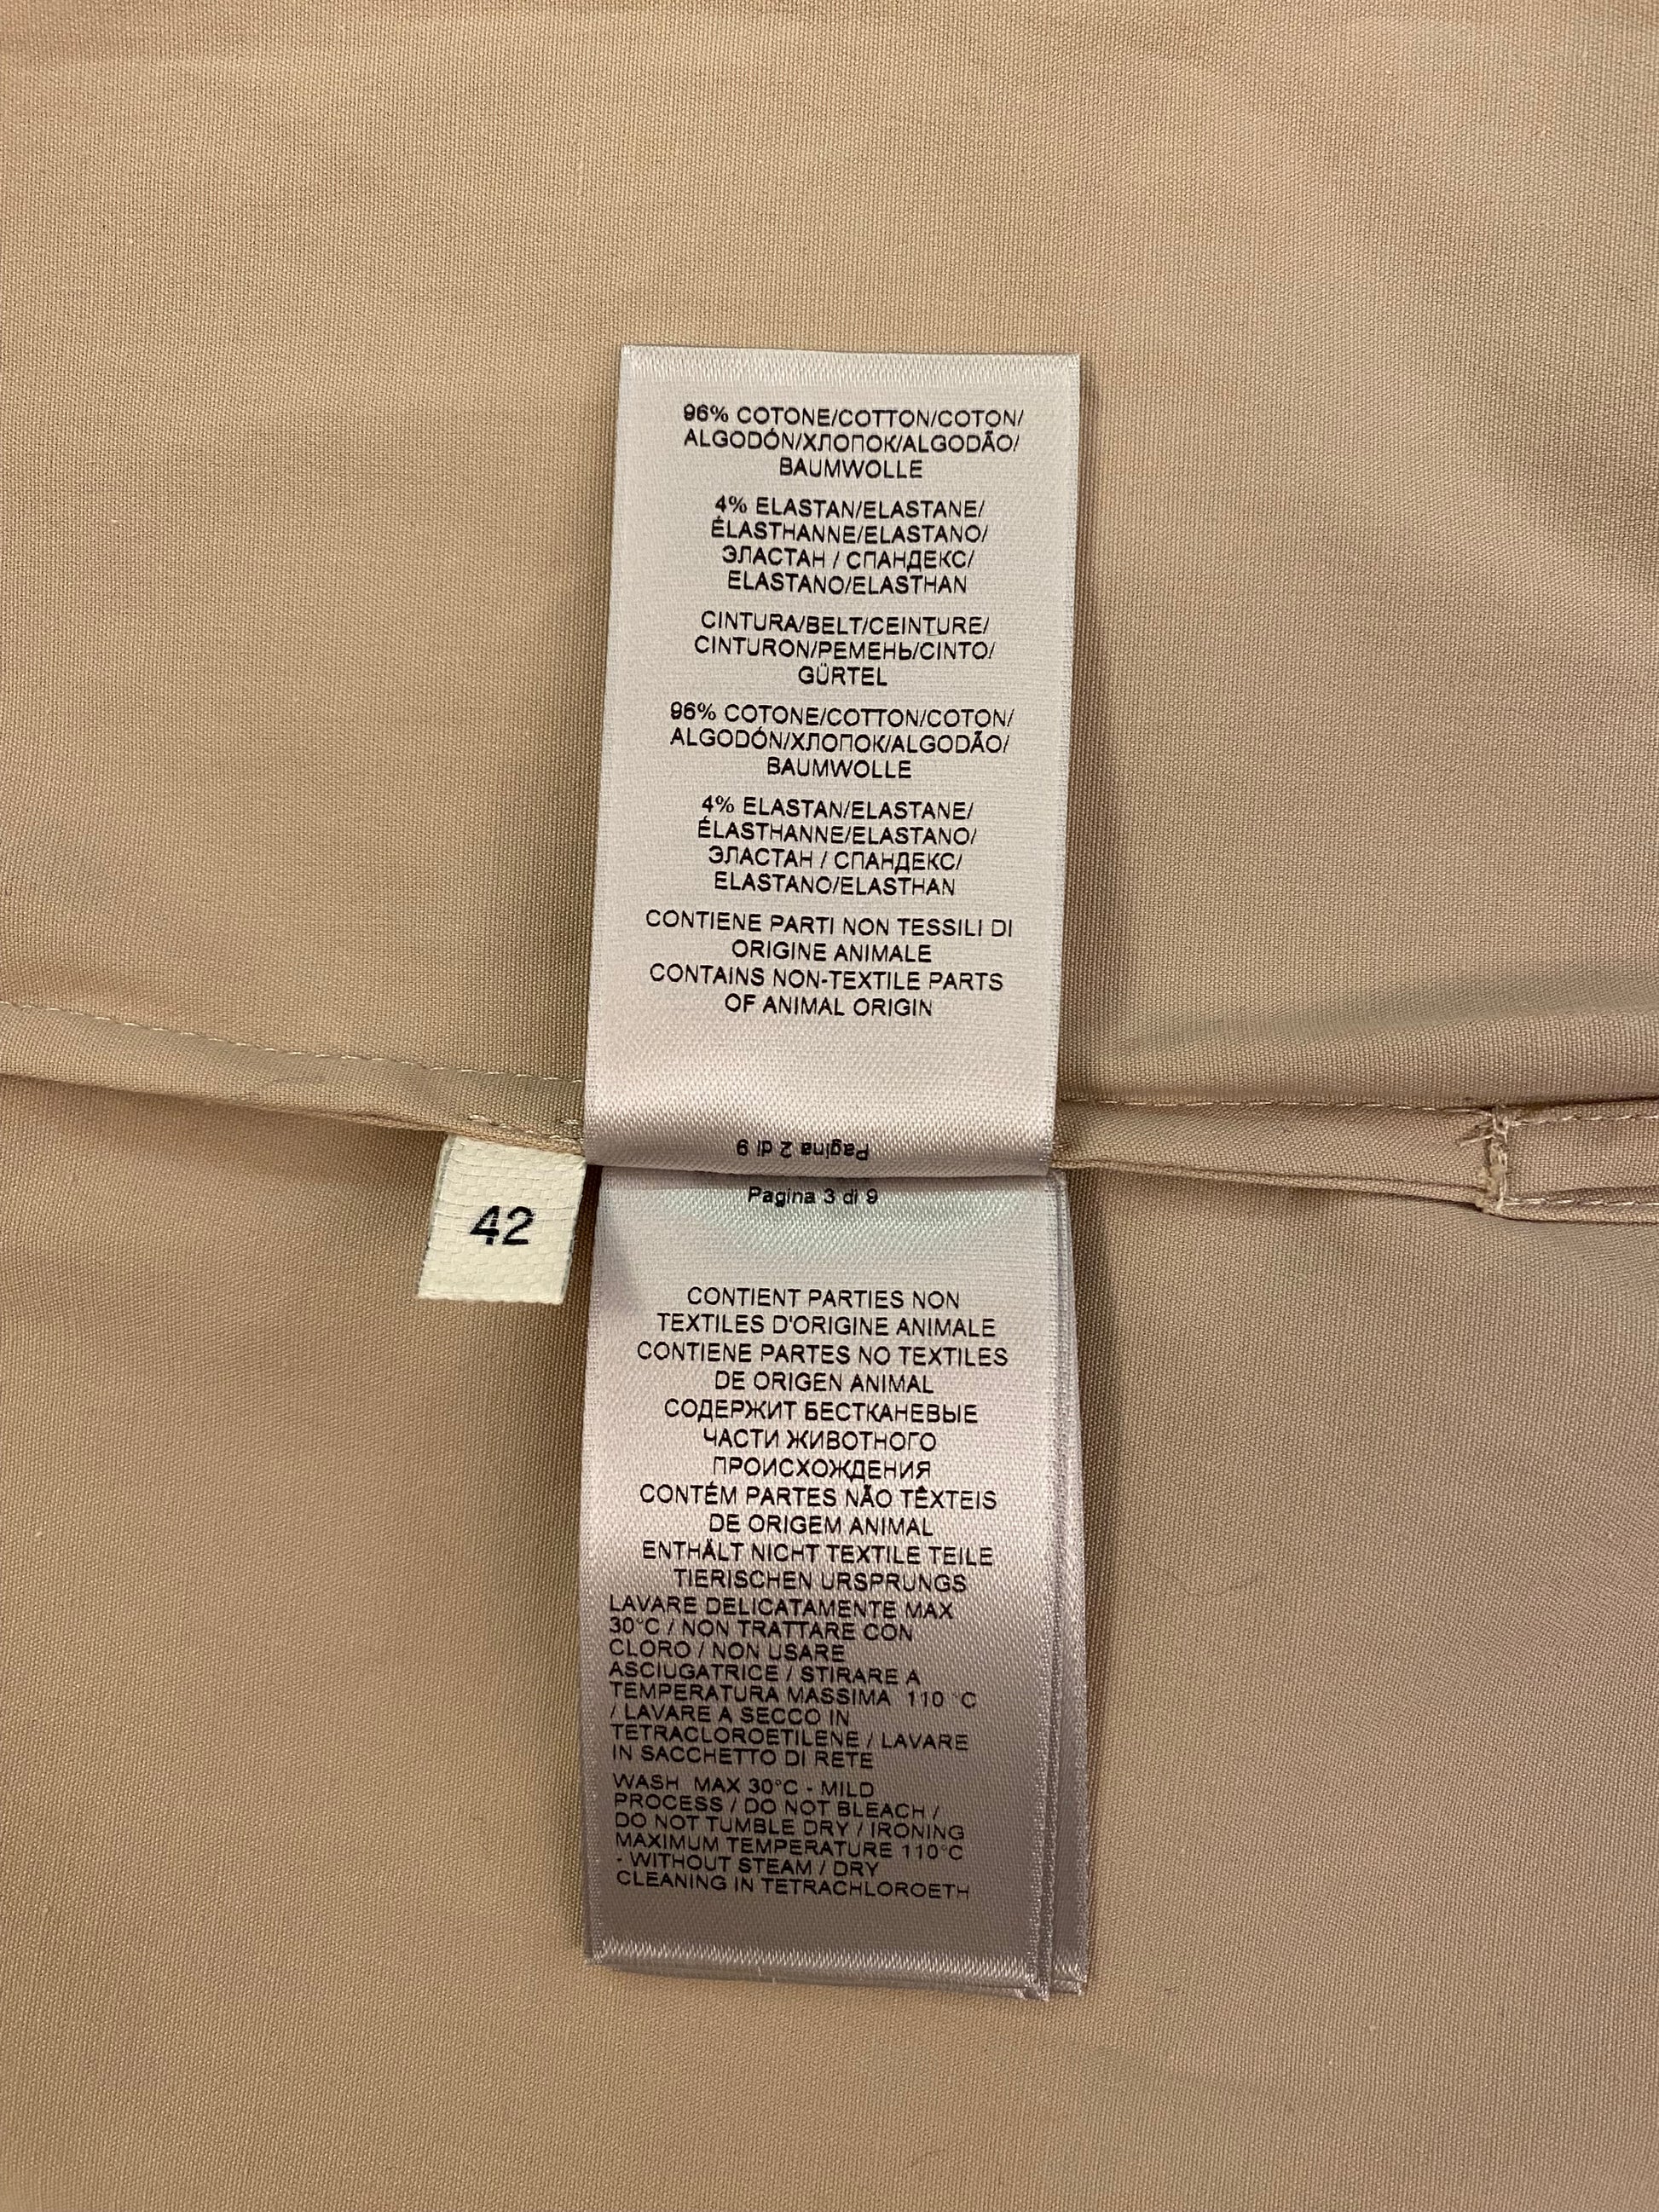 96% COTONE/COTTON/COTON/
ALGODÓN/ХЛОПОК/ALGODÃO/
BAUMWOLLE
4% ELASTAN/ELASTANE/
ÉLASTHANNE/ELASTANO/
ЭЛАСТАН / СПАНДЕКС/
ELASTANO/ELASTHAN
CINTURA/BELT/CEINTURE/
CINTURON/РЕМЕНЬ/CINTO/
GÜRTEL
96% COTONE/COTTON/COTON/
ALGODÓN/ХЛОПОК/ALGODÃO/
BAUMWOLLE
4% ELASTAN/ELASTANE/
ÉLASTHANNE/ELASTANO/
ЭЛАСТАН / СПАНДЕКС/
ELASTANO/ELASTHAN
CONTIENE PARTI NON TESSILI DI
ORIGINE ANIMALE
CONTAINS NON-TEXTILE PARTS
OF ANIMAL ORIGIN
Pagina 2 di 9
Pagina 3 di 9
42
CONTIENT PARTIES NON
TEXTILES D'ORIGINE ANIMALE
CONTIENE PARTES NO TEXTILES
DE ORIGEN ANIMAL
СОДЕРЖИТ БЕСТКАНЕВЫЕ
ЧАСТИ ЖИВОТНОГО
ПРОИСХОЖДЕНИЯ
CONTÉM PARTES NÃO TÊXTEIS
DE ORIGEM ANIMAL
ENTHÄLT NICHT TEXTILE TEILE
TIERISCHEN URSPRUNGS
LAVARE DELICATAMENTE MAX
30°C / NON TRATTARE CON
CLORO / NON USARE
ASCIUGATRICE / STIRARE A
TEMPERATURA MASSIMA 110 °C
/ LAVARE A SECCO IN
TETRACLOROETILENE / LAVARE
IN SACCHETTO DI RETE
WASH MAX 30°C - MILD
PROCESS / DO NOT BLEACH /
DO NOT TUMBLE DRY / IRONING
MAXIMUM TEMPERATURE 110°C
- WITHOUT STEAM / DRY
CLEANING IN TETRACHLOROETH